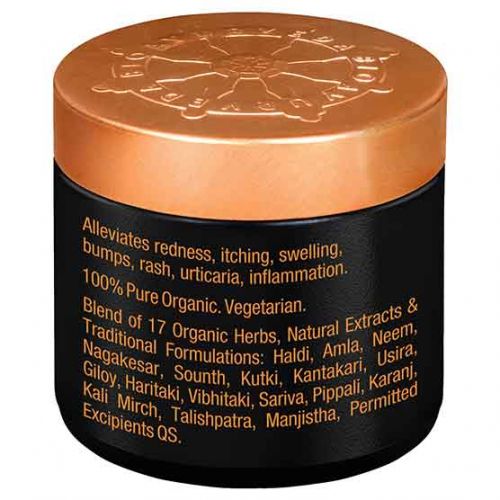 Alleviates redness, itching, swelling,
bumps, rash, urticaria, inflammation.
100% Pure Organic. Vegetarian.
Blend of 17 Organic Herbs, Natural Extracts &
Traditional Formulations: Haldi, Amla, Neem,
Nagakesar, Sounth, Kutki, Kantakari, Usira,
Giloy, Haritaki, Vibhitaki, Sariva, Pippali, Karanj,
Kali Mirch, Talishpatra, Manjistha, Permitted
Excipients QS.